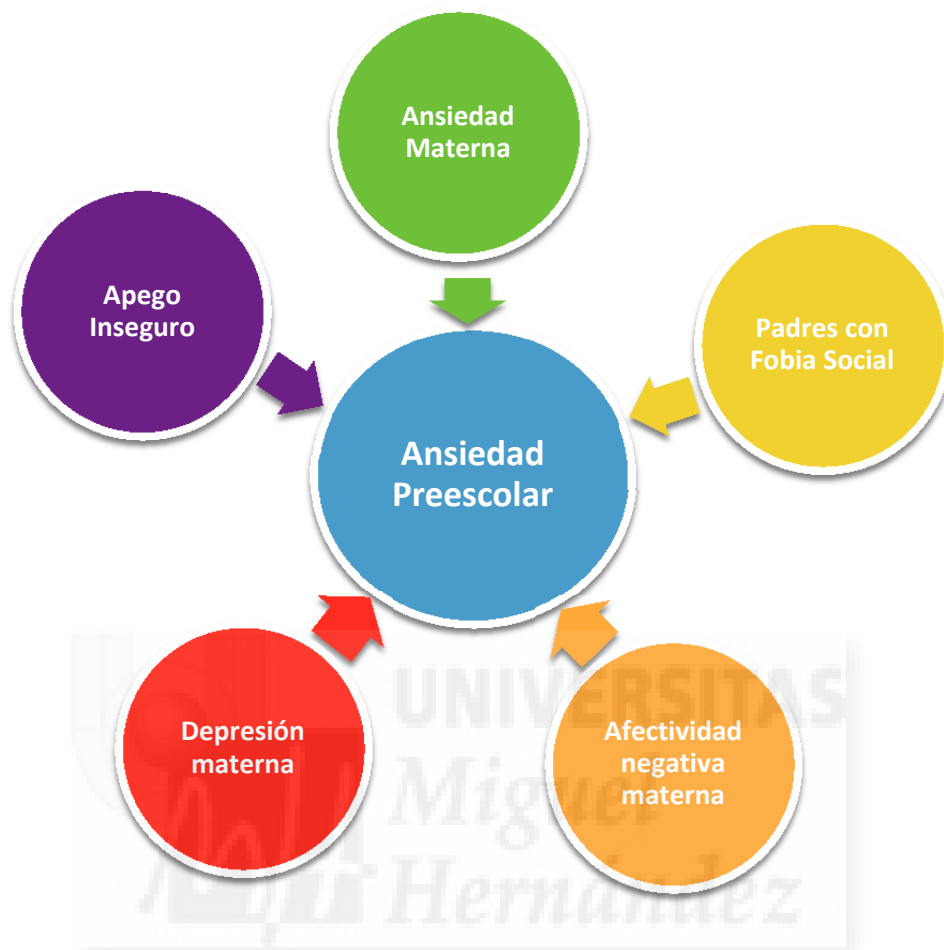 Ansiedad
Materna
Apego
Inseguro
Padres con
Fobia Social
Ansiedad
Preescolar
Depresión
materna
Afectividad
negativa
materna
UNIVERSITAS
Miguel
Hernández